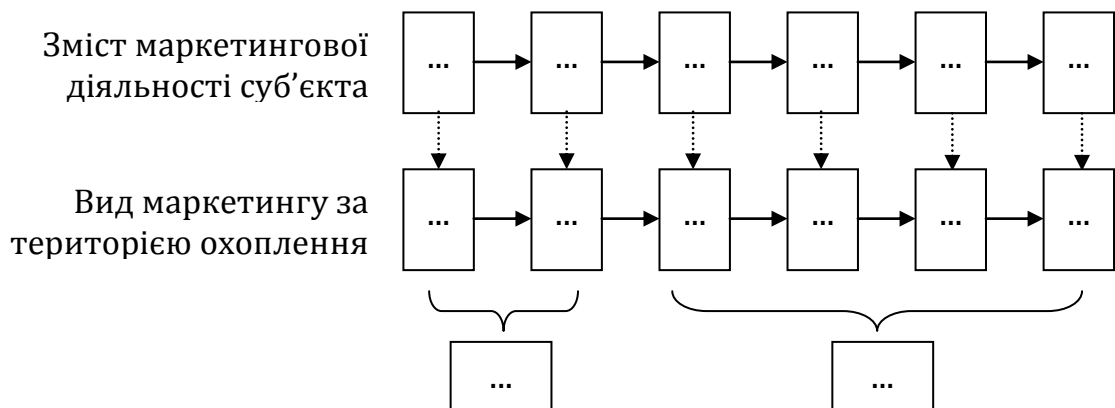 Зміст маркетингової
діяльності суб’єкта
... ... ... ... ... ...
Вид маркетингу за
територією охоплення
... ... ... ... ... ...
... ...